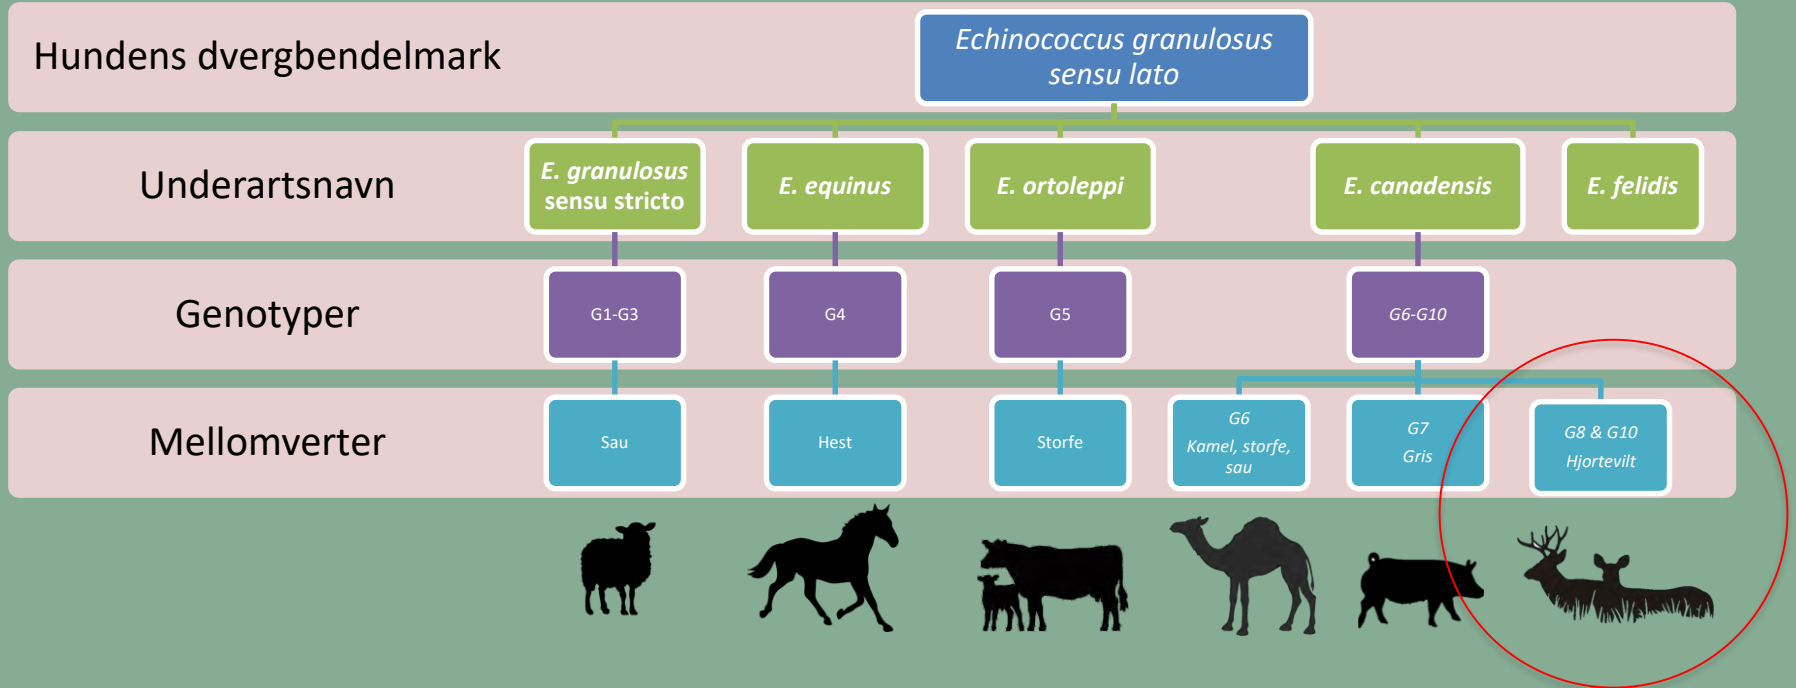 Hundens dvergbendelmark
Echinococcus granulosus
sensu lato
Underartsnavn
E. granulosus
sensu stricto
E. equinus
E. ortoleppi
E. canadensis
E. felidis
Genotyper
G1-G3
G4
G5
G6-G10
Mellomverter
Sau
Hest
Storfe
G6
Kamel, storfe,
sau
G7
Gris
G8 & G10
Hjortevilt